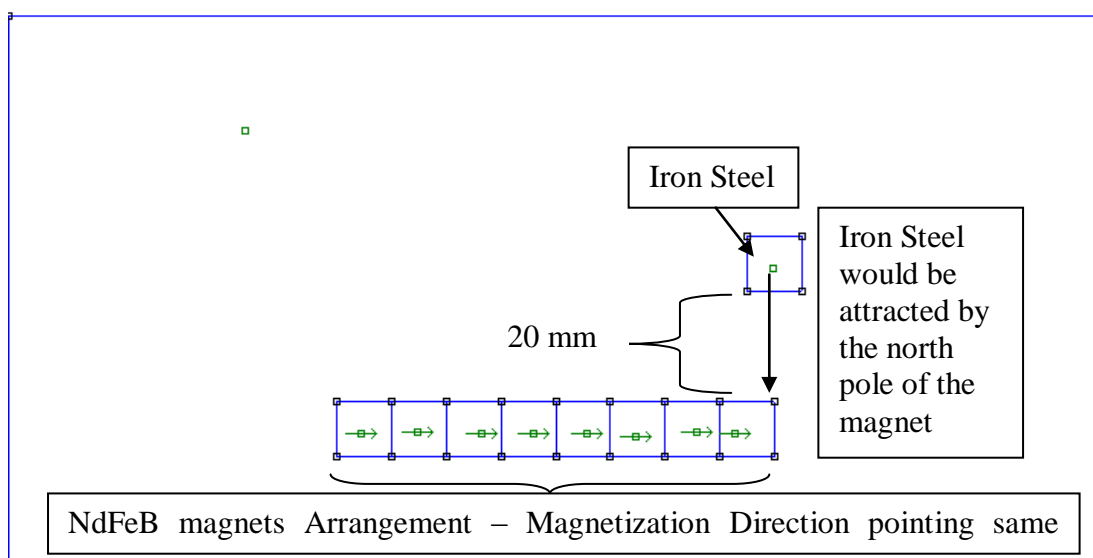 Iron Steel
Iron Steel
would be
attracted by
the north
pole of the
magnet
20 mm
NdFeB magnets Arrangement – Magnetization Direction pointing same